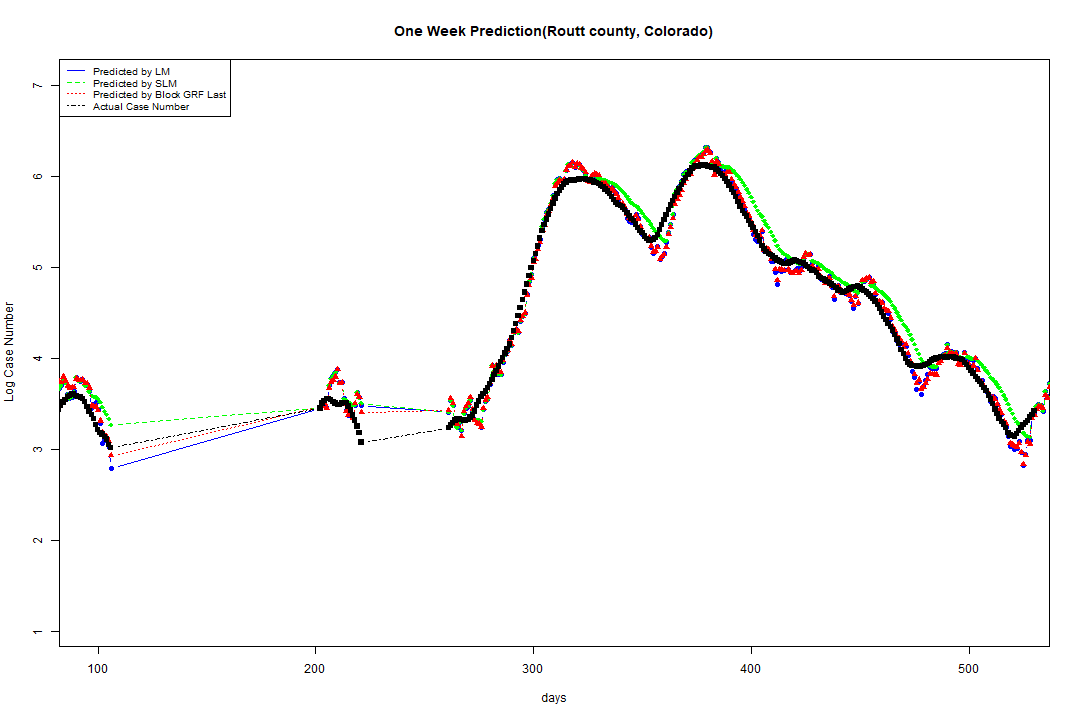 One Week Prediction(Routt county, Colorado)
Predicted by LM
Predicted by SLM
Predicted by Block GRF Last
Actual Case Number
7
6
5
4
3
2
1
Log Case Number
100 200 300 400 500
days